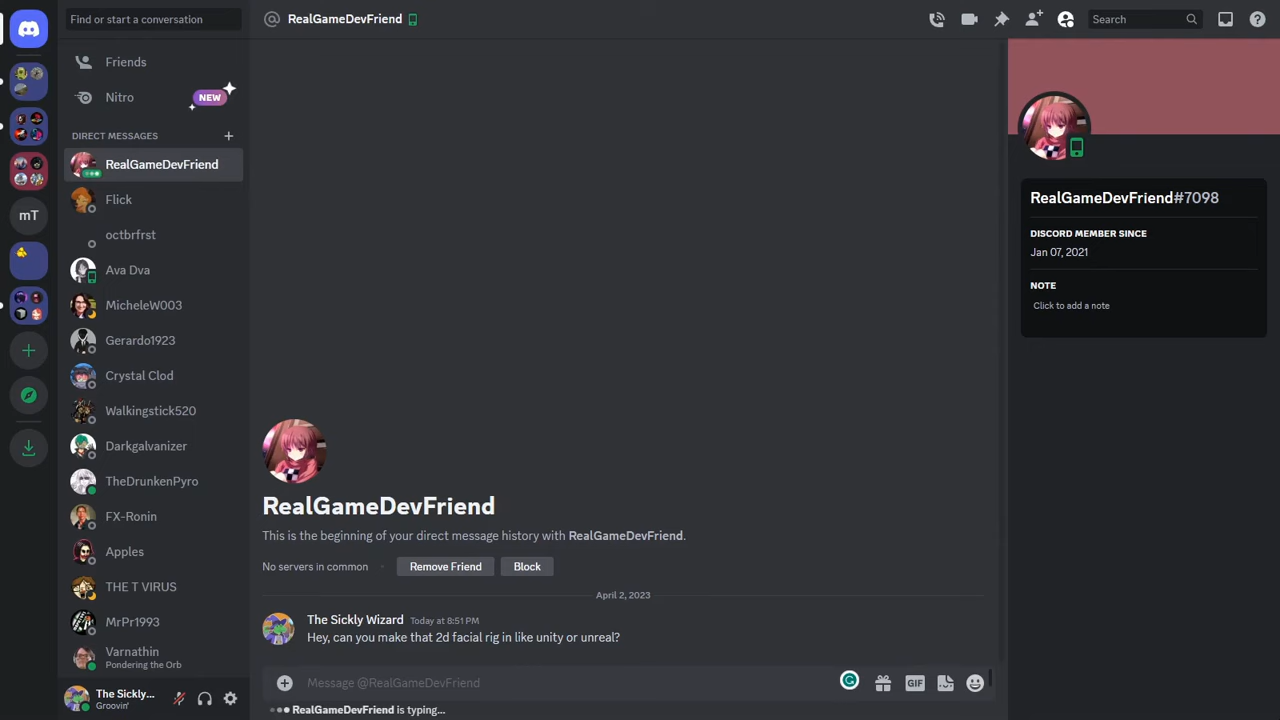 Find or start a conversation
Friends
Nitro
NEW
DIRECT MESSAGES
RealGameDevFriend
Flick
octbrfrst
Ava Dva
MicheleW003
Gerardo1923
Crystal Clod
Walkingstick520
Darkgalvanizer
TheDrunkenPyro
FX-Ronin
Apples
THE T VIRUS
MrPr1993
Varnathin
Pondering the Orb
The Sickly...
Groovin'
mT
RealGameDevFriend
Search
RealGameDevFriend
This is the beginning of your direct message history with RealGameDevFriend.
No servers in common
Remove Friend
Block
April 2, 2023
The Sickly Wizard Today at 8:51 PM
Hey, can you make that 2d facial rig in like unity or unreal?
Message @RealGameDevFriend
GIF
RealGameDevFriend is typing...
RealGameDevFriend#7098
DISCORD MEMBER SINCE
Jan 07, 2021
NOTE
Click to add a note